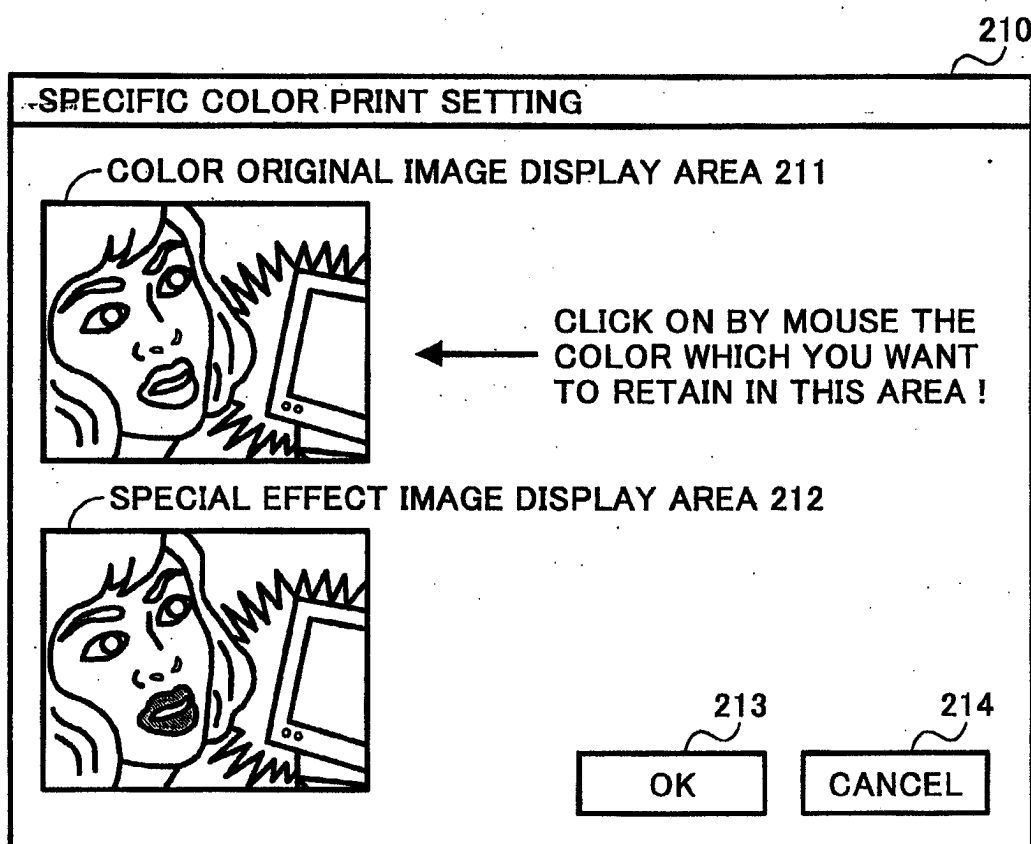 210
SPECIFIC COLOR PRINT SETTING
COLOR ORIGINAL IMAGE DISPLAY AREA 211
CLICK ON BY MOUSE THE
COLOR WHICH YOU WANT
TO RETAIN IN THIS AREA !
SPECIAL EFFECT IMAGE DISPLAY AREA 212
213
214
OK
CANCEL